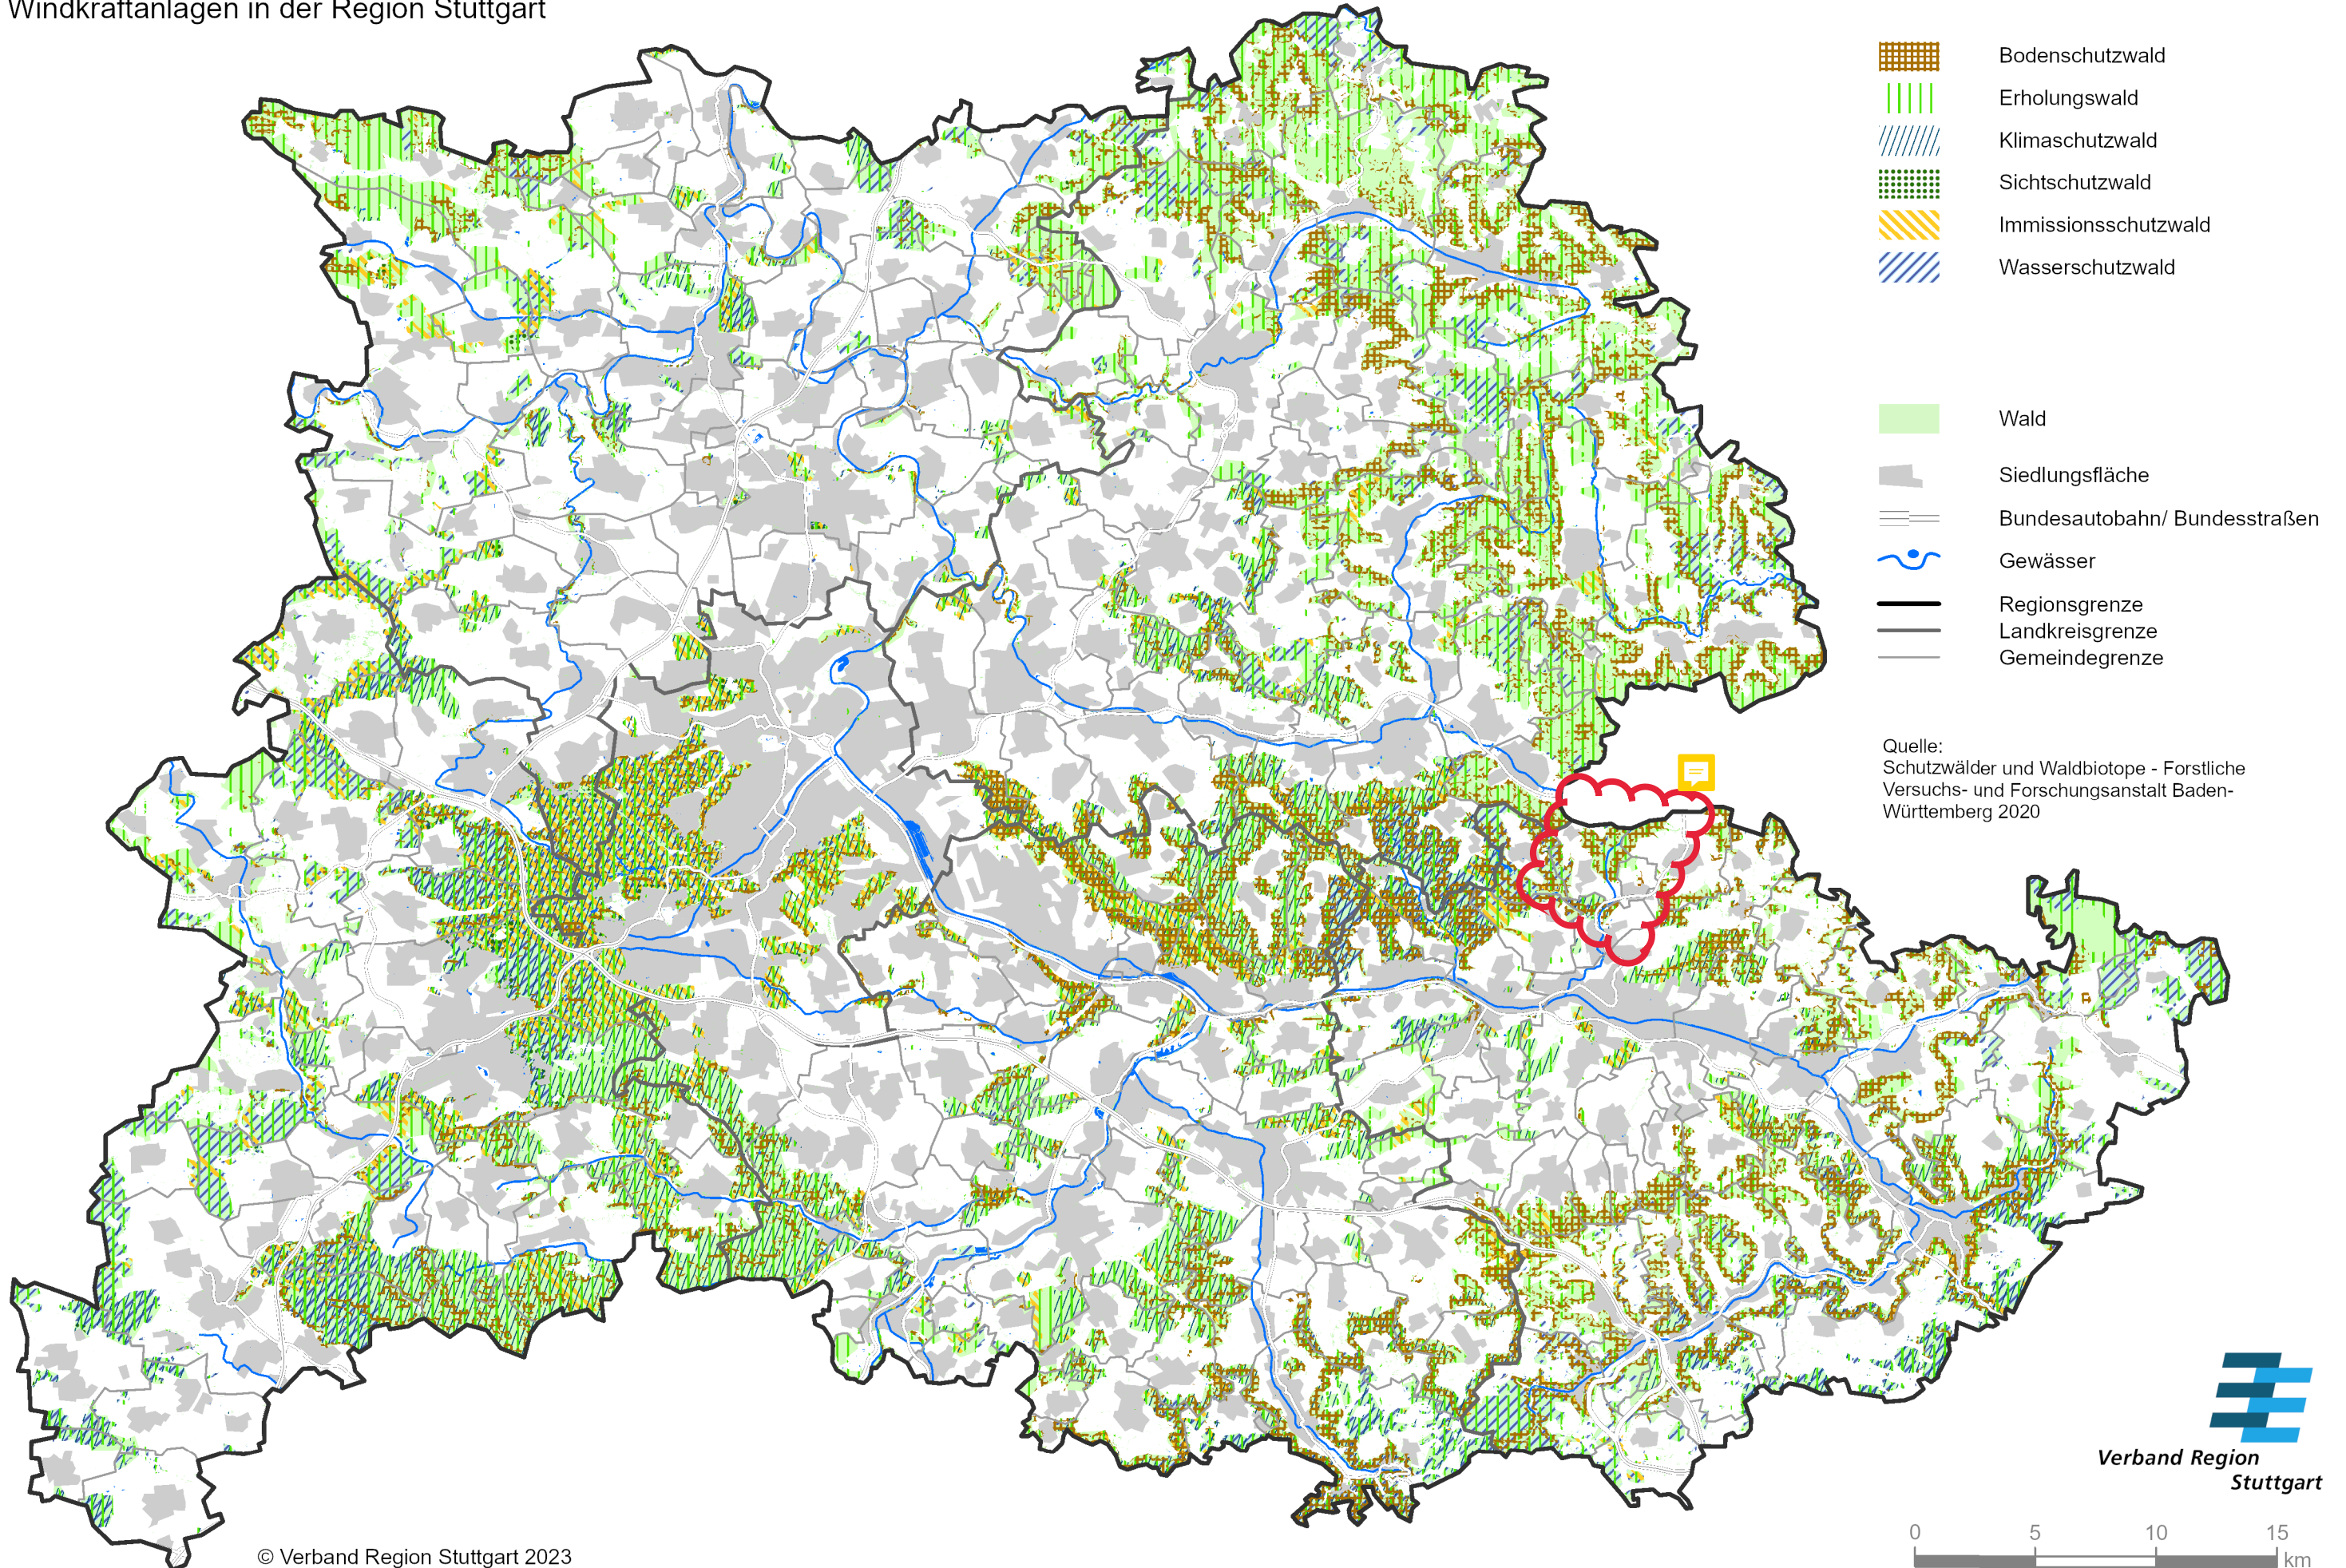 Windkraftanlagen in der Region Stuttgart
Bodenschutzwald
Erholungswald
Klimaschutzwald
Sichtschutzwald
Immissionsschutzwald
Wasserschutzwald
Wald
Siedlungsfläche
Bundesautobahn/ Bundesstraßen
Gewässer
Regionsgrenze
Landkreisgrenze
Gemeindegrenze
Quelle:
Schutzwälder und Waldbiotope - Forstliche
Versuchs- und Forschungsanstalt Baden-
Württemberg 2020
Verband Region
Stuttgart
0 5 10 15
km
© Verband Region Stuttgart 2023